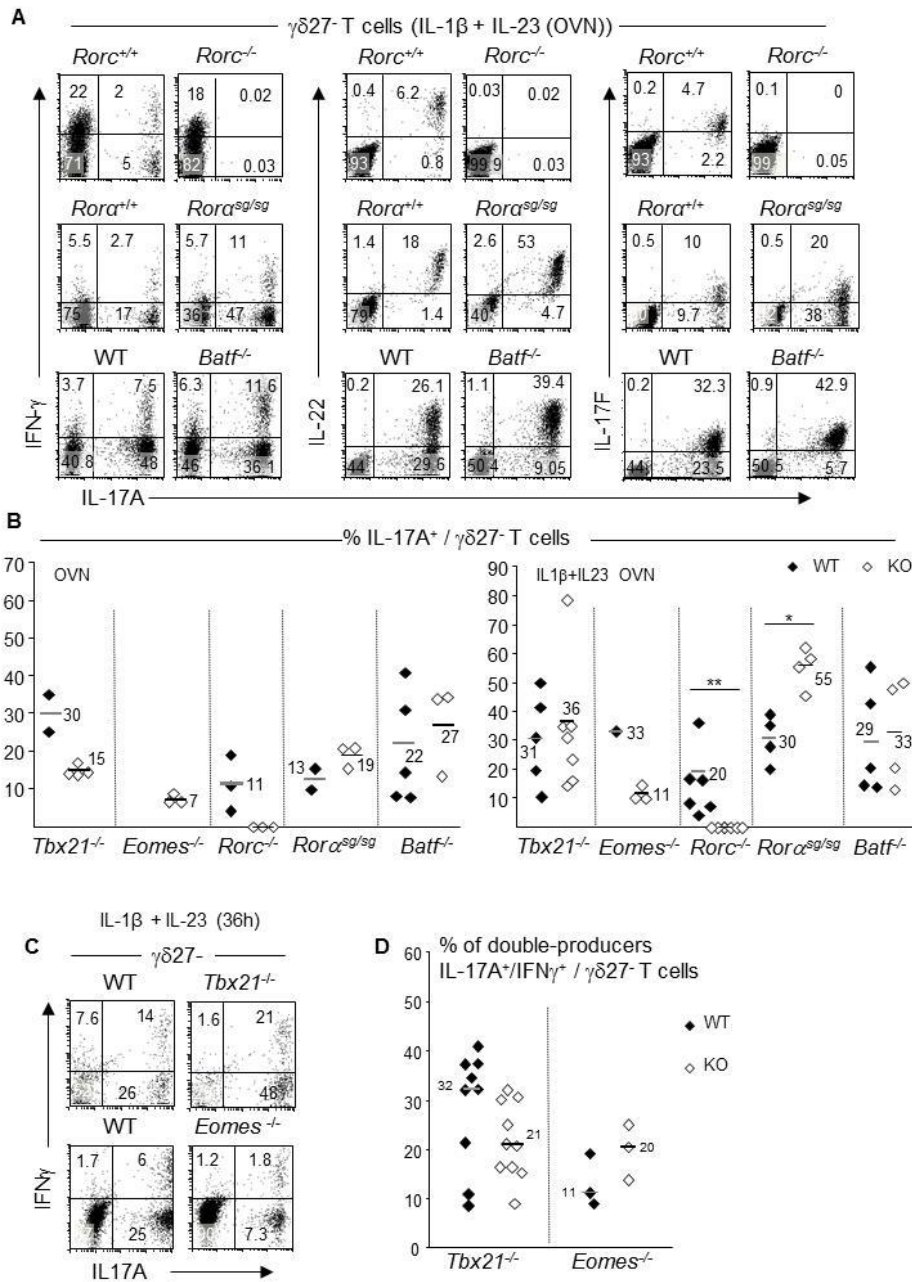 A
γδ27- T cells (IL-1β + IL-23 (OVN))
Rorc+/+ Rorc-/- Rorc+/+ Rorc-/- Rorc+/+ Rorc-/-
22 2 18 0.02 0.4 6.2 0.03 0.02 0.2 4.7 0.1 0
71 5 82 0.03 93 0.8 99.9 0.03 93 2.2 99 0.05
Rorα+/+ Rorαsg/sg Rorα+/+ Rorαsg/sg Rorα+/+ Rorαsg/sg
5.5 2.7 5.7 11 1.4 18 2.6 53 0.5 10 0.5 20
75 17 36 47 79 1.4 40 4.7 9.7 38
WT Batf-/- WT Batf-/- WT Batf-/-
3.7 7.5 6.3 11.6 0.2 26.1 1.1 39.4 0.2 32.3 0.9 42.9
40.8 48 46 36.1 44 29.6 50.4 9.05 44 23.5 50.5 5.7
IFN-γ
IL-22
IL-17F
IL-17A
B
% IL-17A+ / γδ27- T cells
OVN
70
60
50
40
30
20
10
30
15
7
11
13
19
22
27
Tbx21-/- Eomes-/- Rorc-/- Rorαsg/sg Batf-/-
IL1β+IL23 OVN
WT KO
90
80
70
60
50
40
30
20
10
31
36
33
11
**
20
*
30
55
29
33
Tbx21-/- Eomes-/- Rorc-/- Rorαsg/sg Batf-/-
C
IL-1β + IL-23 (36h)
γδ27-
WT Tbx21-/-
7.6 14 1.6 21
26 48
WT Eomes -/-
1.7 6 1.2 1.8
25 7.3
IFNγ
IL17A
D
% of double-producers
IL-17A+/IFNγ+ / γδ27- T cells
60
50
40
30
20
10
0
32
21
11
20
WT
KO
Tbx21-/- Eomes-/-